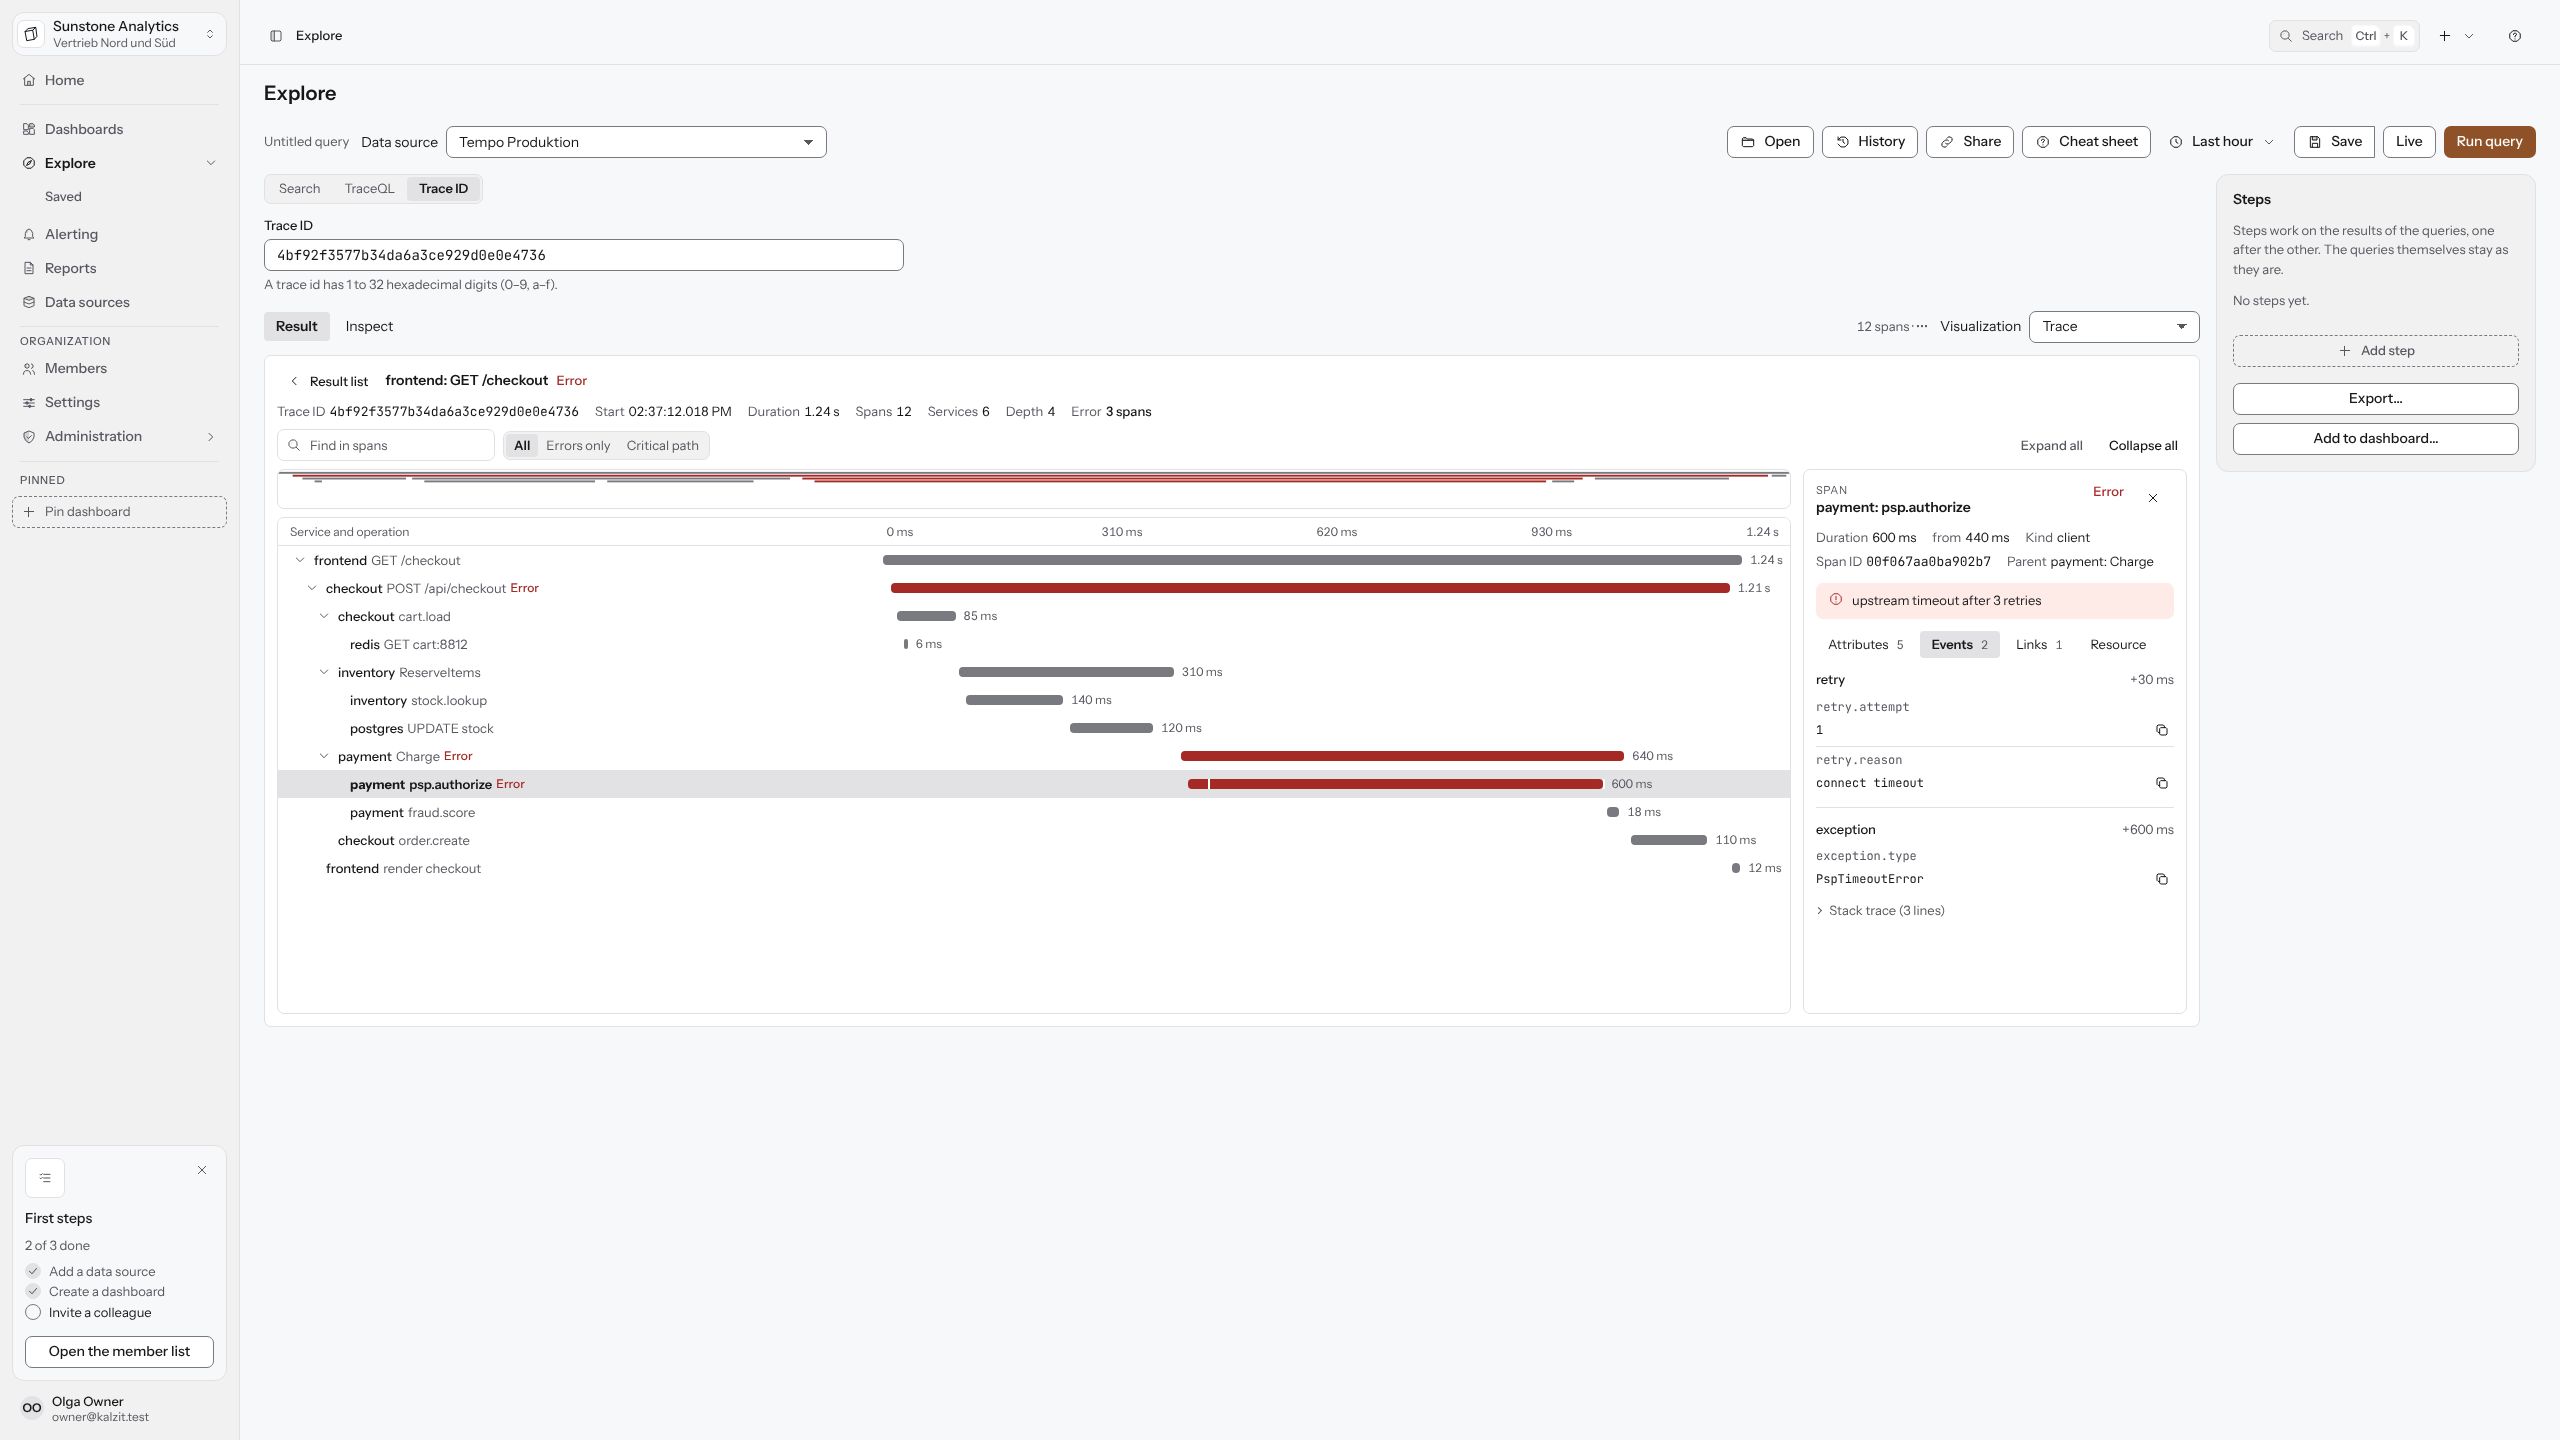 Sunstone Analytics
Vertrieb Nord und Süd
Home
Dashboards
Explore
Saved
Alerting
Reports
Data sources
ORGANIZATION
Members
Settings
Administration
PINNED
Pin dashboard
First steps
2 of 3 done
Add a data source
Create a dashboard
Invite a colleague
Open the member list
OO
Olga Owner
owner@kalzit.test
Explore
Search Ctrl + K
Explore
Untitled query Data source Tempo Produktion
Open History Share Cheat sheet Last hour Save Live Run query
Search TraceQL Trace ID
Trace ID
4bf92f3577b34da6a3ce929d0e0e4736
A trace id has 1 to 32 hexadecimal digits (0–9, a–f).
Result Inspect
12 spans · ··· Visualization Trace
Result list frontend: GET /checkout Error
Trace ID 4bf92f3577b34da6a3ce929d0e0e4736 Start 02:37:12.018 PM Duration 1.24 s Spans 12 Services 6 Depth 4 Error 3 spans
Find in spans All Errors only Critical path
Expand all Collapse all
Service and operation 0 ms 310 ms 620 ms 930 ms 1.24 s
frontend GET /checkout 1.24 s
checkout POST /api/checkout Error 1.21 s
checkout cart.load 85 ms
redis GET cart:8812 6 ms
inventory ReserveItems 310 ms
inventory stock.lookup 140 ms
postgres UPDATE stock 120 ms
payment Charge Error 640 ms
payment psp.authorize Error 600 ms
payment fraud.score 18 ms
checkout order.create 110 ms
frontend render checkout 12 ms
SPAN
payment: psp.authorize
Error
Duration 600 ms from 440 ms Kind client
Span ID 00f067aa0ba902b7 Parent payment: Charge
upstream timeout after 3 retries
Attributes 5 Events 2 Links 1 Resource
retry +30 ms
retry.attempt
1
retry.reason
connect timeout
exception +600 ms
exception.type
PspTimeoutError
Stack trace (3 lines)
Steps
Steps work on the results of the queries, one
after the other. The queries themselves stay as
they are.
No steps yet.
Add step
Export...
Add to dashboard...